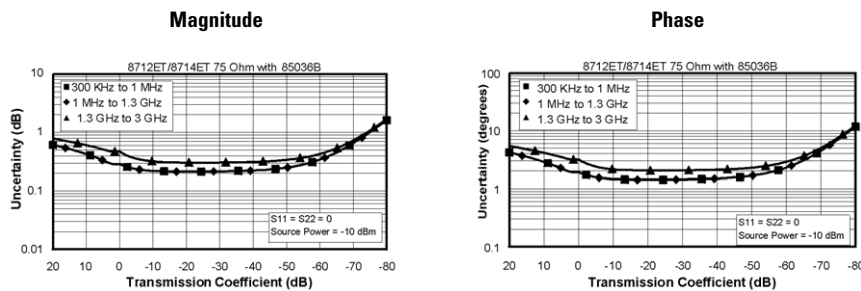 Magnitude
8712ET/8714ET 75 Ohm with 85036B
10
1
0.1
0.01
Uncertainty (dB)
300 KHz to 1 MHz
1 MHz to 1.3 GHz
1.3 GHz to 3 GHz
S11 = S22 = 0
Source Power = -10 dBm
20 10 0 -10 -20 -30 -40 -50 -60 -70 -80
Transmission Coefficient (dB)
Phase
8712ET/8714ET 75 Ohm with 85036B
100
10
1
0.1
Uncertainty (degrees)
300 KHz to 1 MHz
1 MHz to 1.3 GHz
1.3 GHz to 3 GHz
S11 = S22 = 0
Source Power = -10 dBm
20 10 0 -10 -20 -30 -40 -50 -60 -70 -80
Transmission Coefficient (dB)